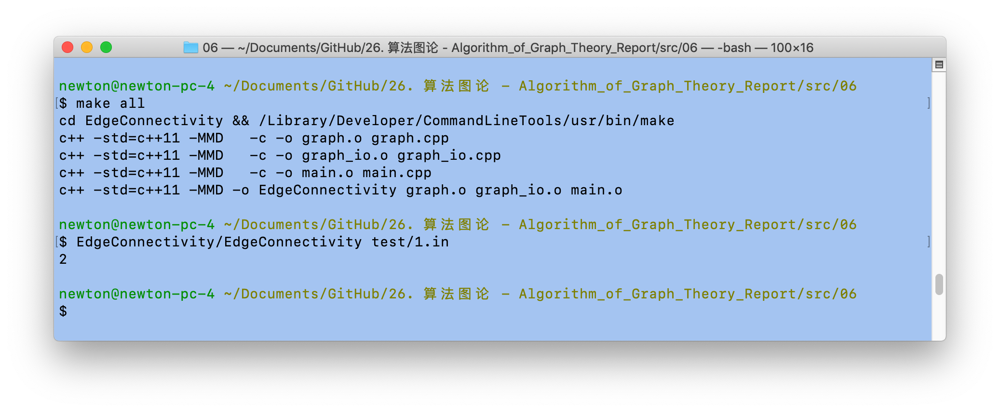 06 — ~/Documents/GitHub/26. 算法图论 - Algorithm_of_Graph_Theory_Report/src/06 — -bash — 100×16
newton@newton-pc-4 ~/Documents/GitHub/26. 算法图论 - Algorithm_of_Graph_Theory_Report/src/06
[$ make all ]
cd EdgeConnectivity && /Library/Developer/CommandLineTools/usr/bin/make
c++ -std=c++11 -MMD   -c -o graph.o graph.cpp
c++ -std=c++11 -MMD   -c -o graph_io.o graph_io.cpp
c++ -std=c++11 -MMD   -c -o main.o main.cpp
c++ -std=c++11 -MMD -o EdgeConnectivity graph.o graph_io.o main.o
newton@newton-pc-4 ~/Documents/GitHub/26. 算法图论 - Algorithm_of_Graph_Theory_Report/src/06
[$ EdgeConnectivity/EdgeConnectivity test/1.in ]
2
newton@newton-pc-4 ~/Documents/GitHub/26. 算法图论 - Algorithm_of_Graph_Theory_Report/src/06
$